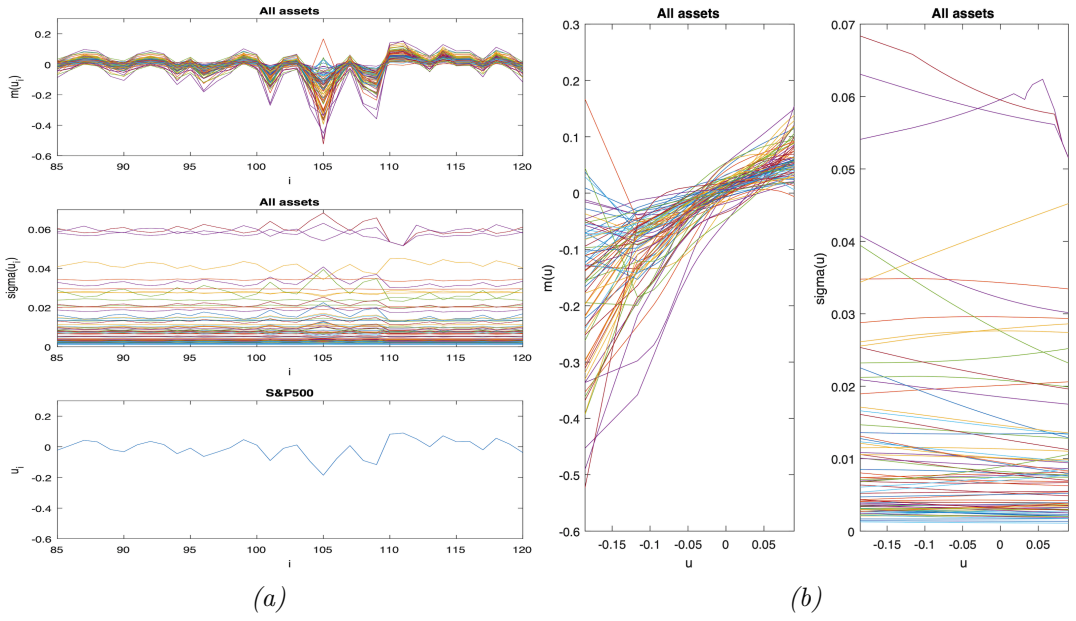 All assets
0.2
0
-0.2
-0.4
-0.6
m(u_i)
85 90 95 100 105 110 115 120
i
All assets
0.06
0.04
0.02
0
sigma(u_i)
85 90 95 100 105 110 115 120
i
S&P500
0.2
0
-0.2
-0.4
-0.6
u_i
85 90 95 100 105 110 115 120
i
(a)
All assets
0.3
0.2
0.1
0
-0.1
-0.2
-0.3
-0.4
-0.5
-0.6
m(u)
-0.15 -0.1 -0.05 0 0.05
u
All assets
0.07
0.06
0.05
0.04
0.03
0.02
0.01
0
sigma(u)
-0.15 -0.1 -0.05 0 0.05
u
(b)